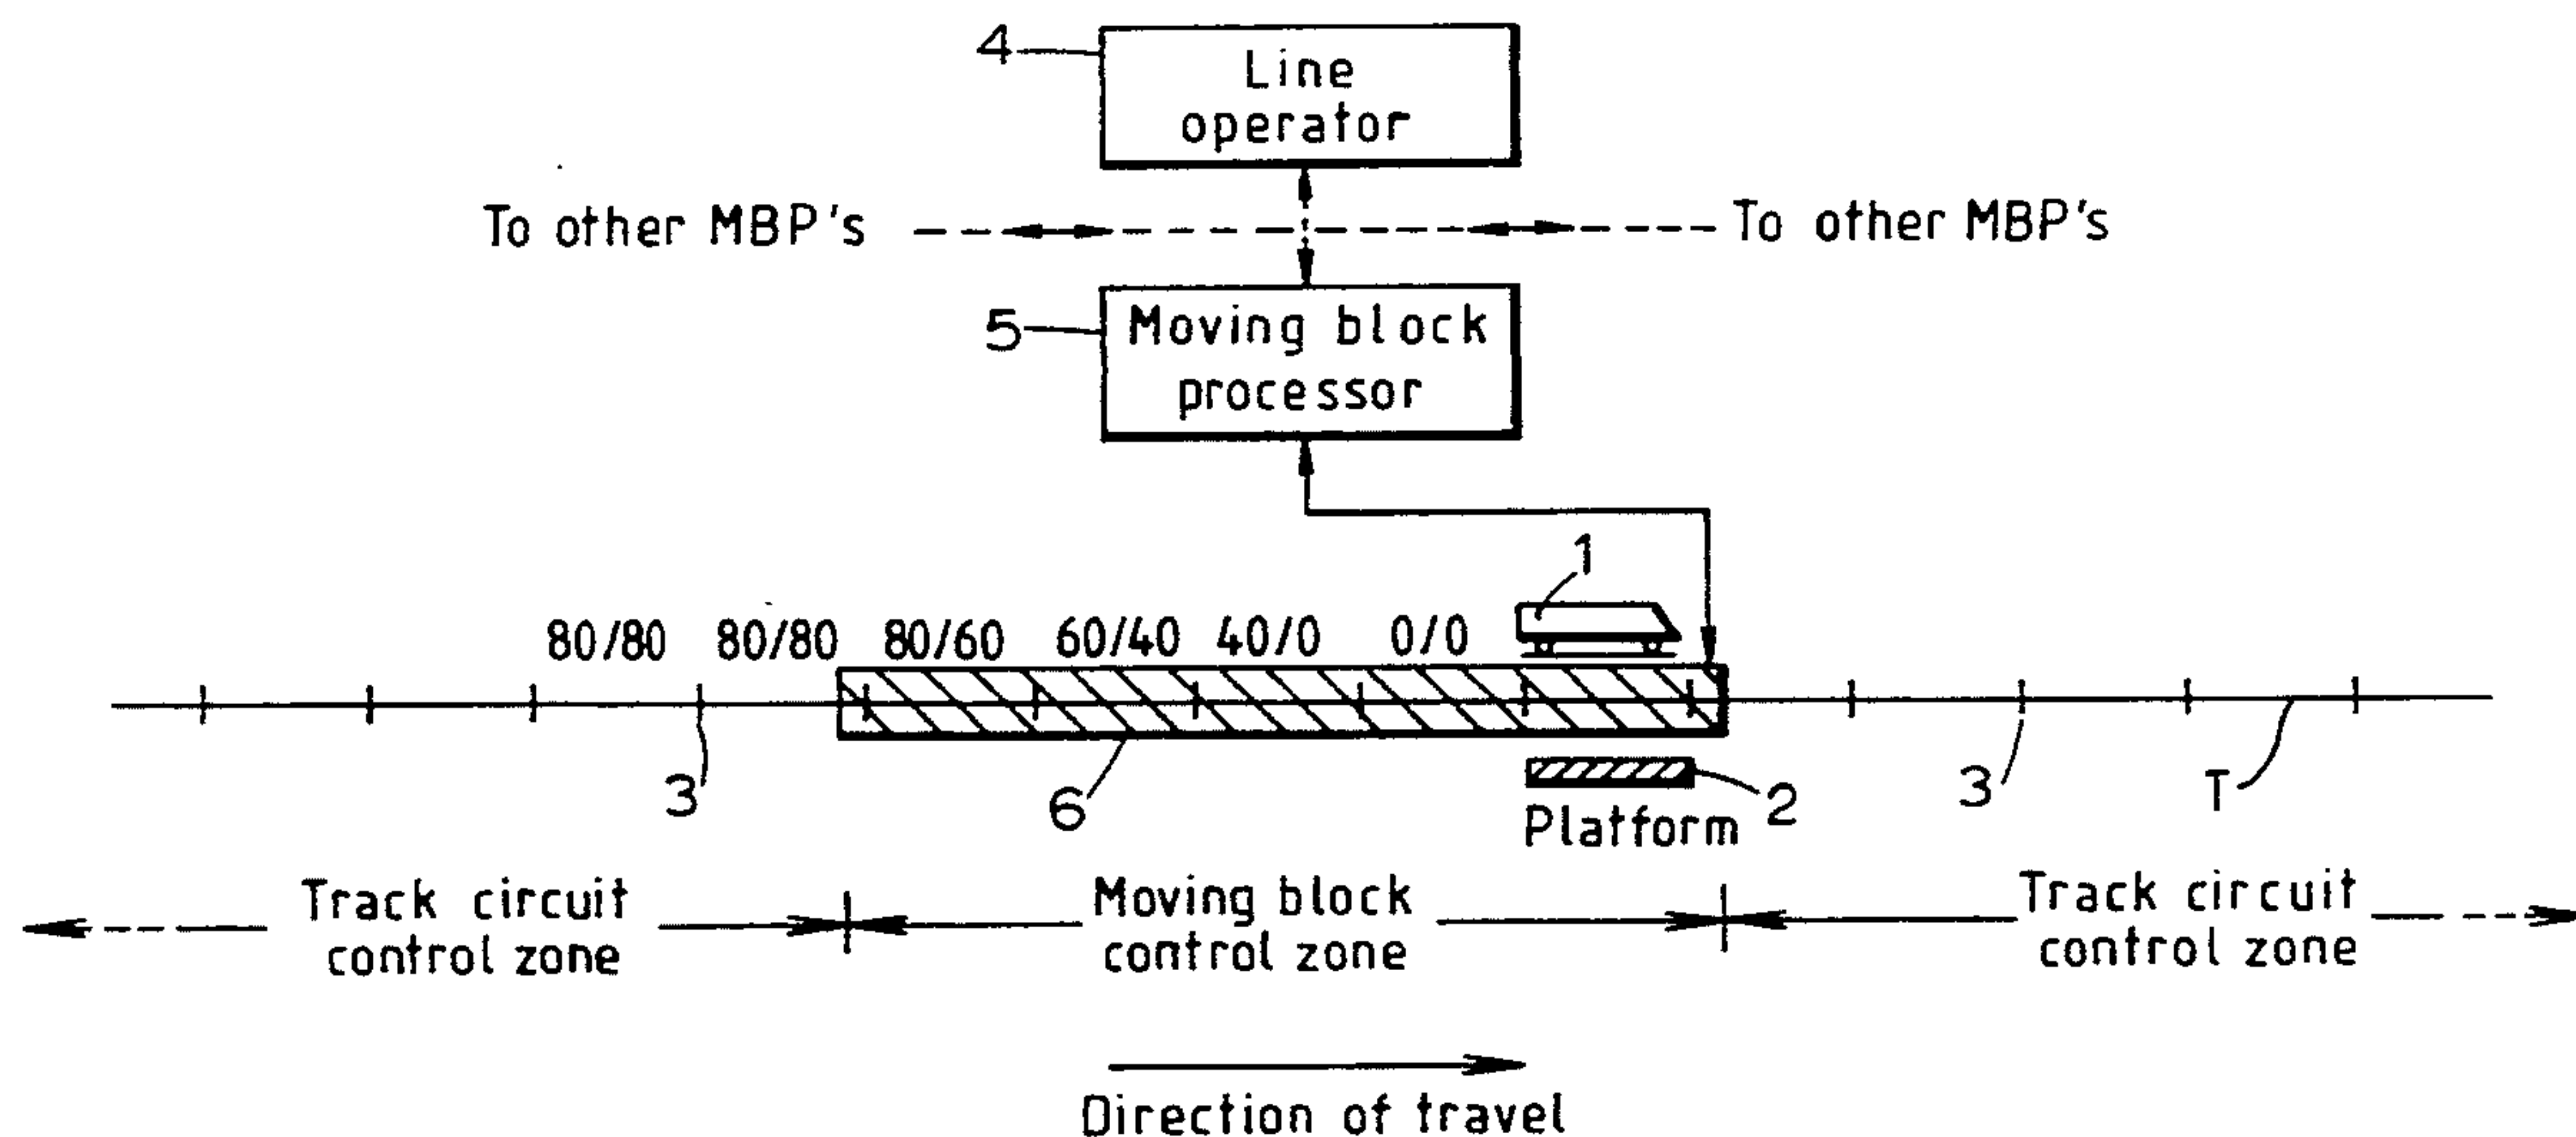 4
Line
operator
To other MBP's
To other MBP's
5
Moving block
processor
1
80/80 80/80 80/60 60/40 40/0 0/0
3
6
2
3
T
Platform
Track circuit
control zone
Moving block
control zone
Track circuit
control zone
Direction of travel